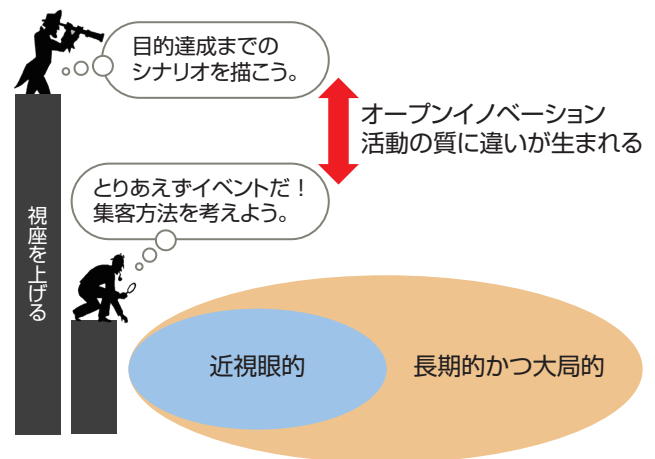 目的達成までの
シナリオを描こう。
オープンイノベーション
活動の質に違いが生まれる
とりあえずイベントだ！
集客方法を考えよう。
視座を上げる
近視眼的
長期的かつ大局的